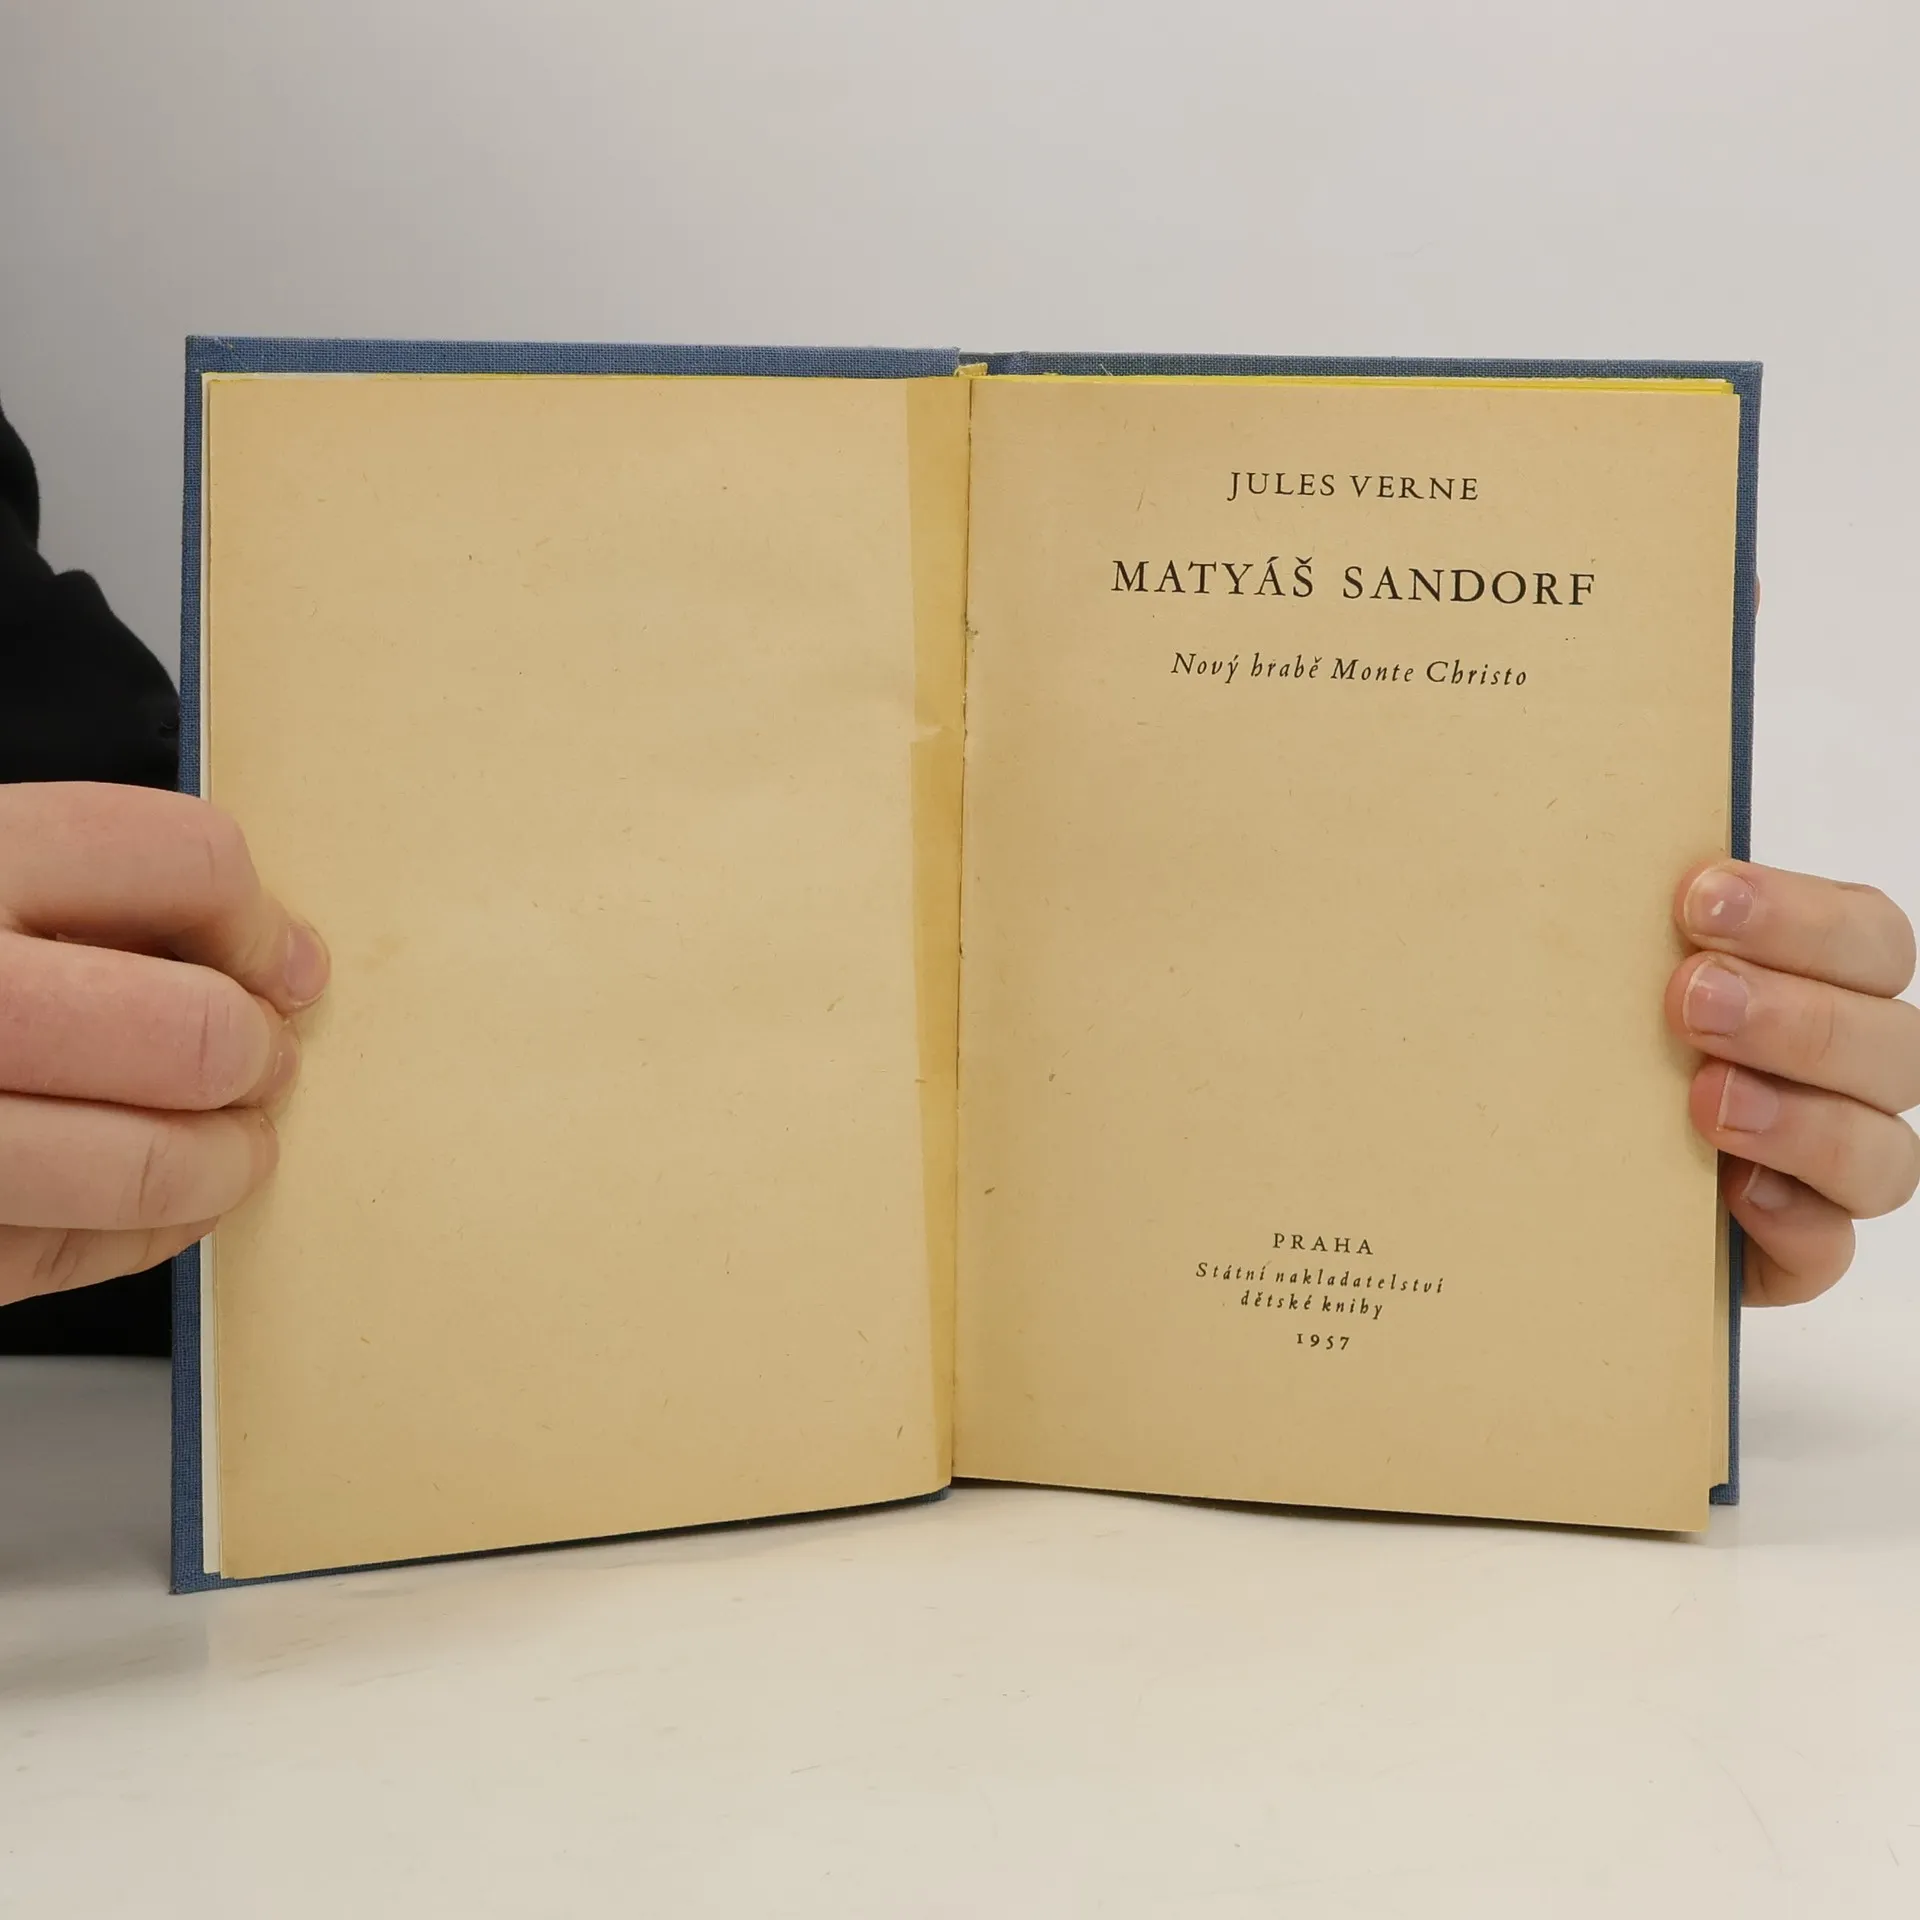 JULES VERNE
MATYÁŠ SANDORF
Nový hrabě Monte Christo
PRAHA
Státní nakladatelství
dětské knihy
1957